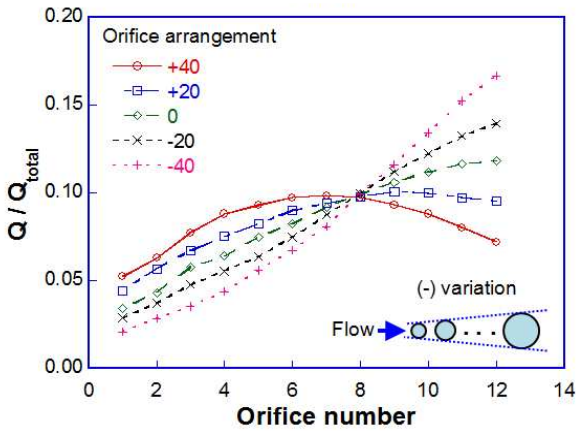 0.20
Orifice arrangement
+40
+20
0
-20
-40
0.15
0.10
0.05
0.00
Q / Q_total
(-) variation
Flow
0 2 4 6 8 10 12 14
Orifice number